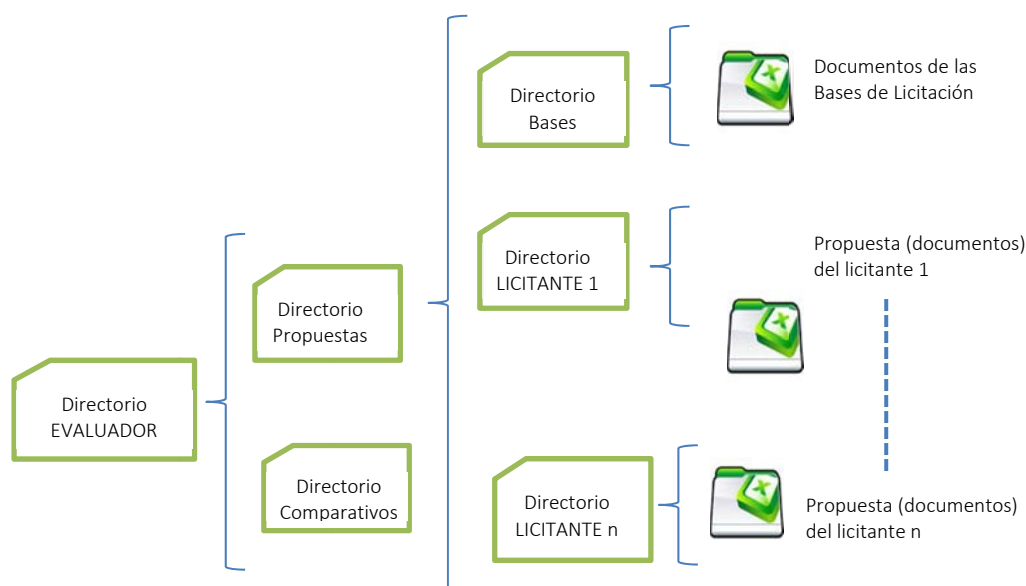 Directorio
EVALUADOR
Directorio
Propuestas
Directorio
Comparativos
Directorio
Bases
Documentos de las
Bases de Licitación
Directorio
LICITANTE 1
Propuesta (documentos)
del licitante 1
Directorio
LICITANTE n
Propuesta (documentos)
del licitante n